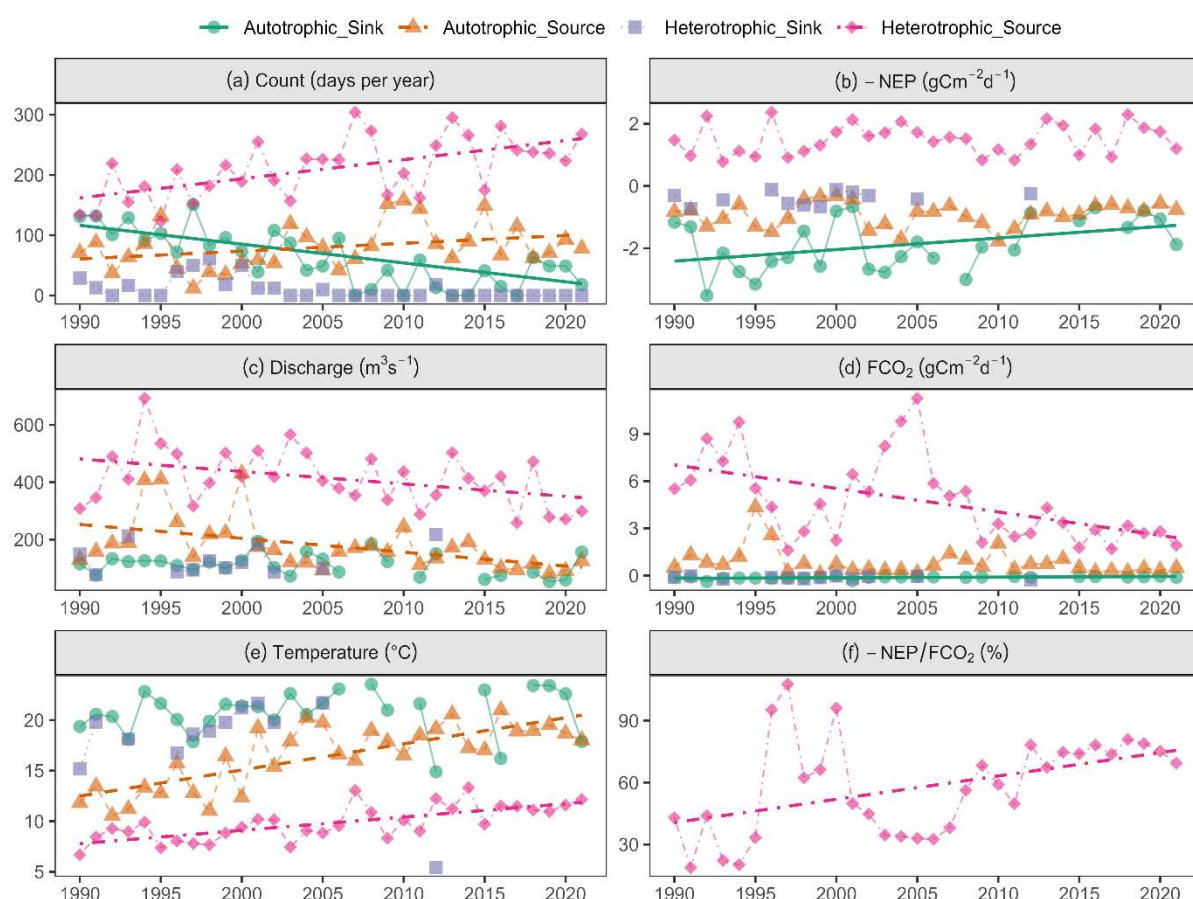 Autotrophic_Sink Autotrophic_Source Heterotrophic_Sink Heterotrophic_Source
(a) Count (days per year)
300
200
100
0
1990 1995 2000 2005 2010 2015 2020
(b) − NEP (gCm⁻²d⁻¹)
2
0
−2
1990 1995 2000 2005 2010 2015 2020
(c) Discharge (m³s⁻¹)
600
400
200
1990 1995 2000 2005 2010 2015 2020
(d) FCO₂ (gCm⁻²d⁻¹)
9
6
3
0
1990 1995 2000 2005 2010 2015 2020
(e) Temperature (°C)
20
15
10
5
1990 1995 2000 2005 2010 2015 2020
(f) − NEP/FCO₂ (%)
90
60
30
1990 1995 2000 2005 2010 2015 2020